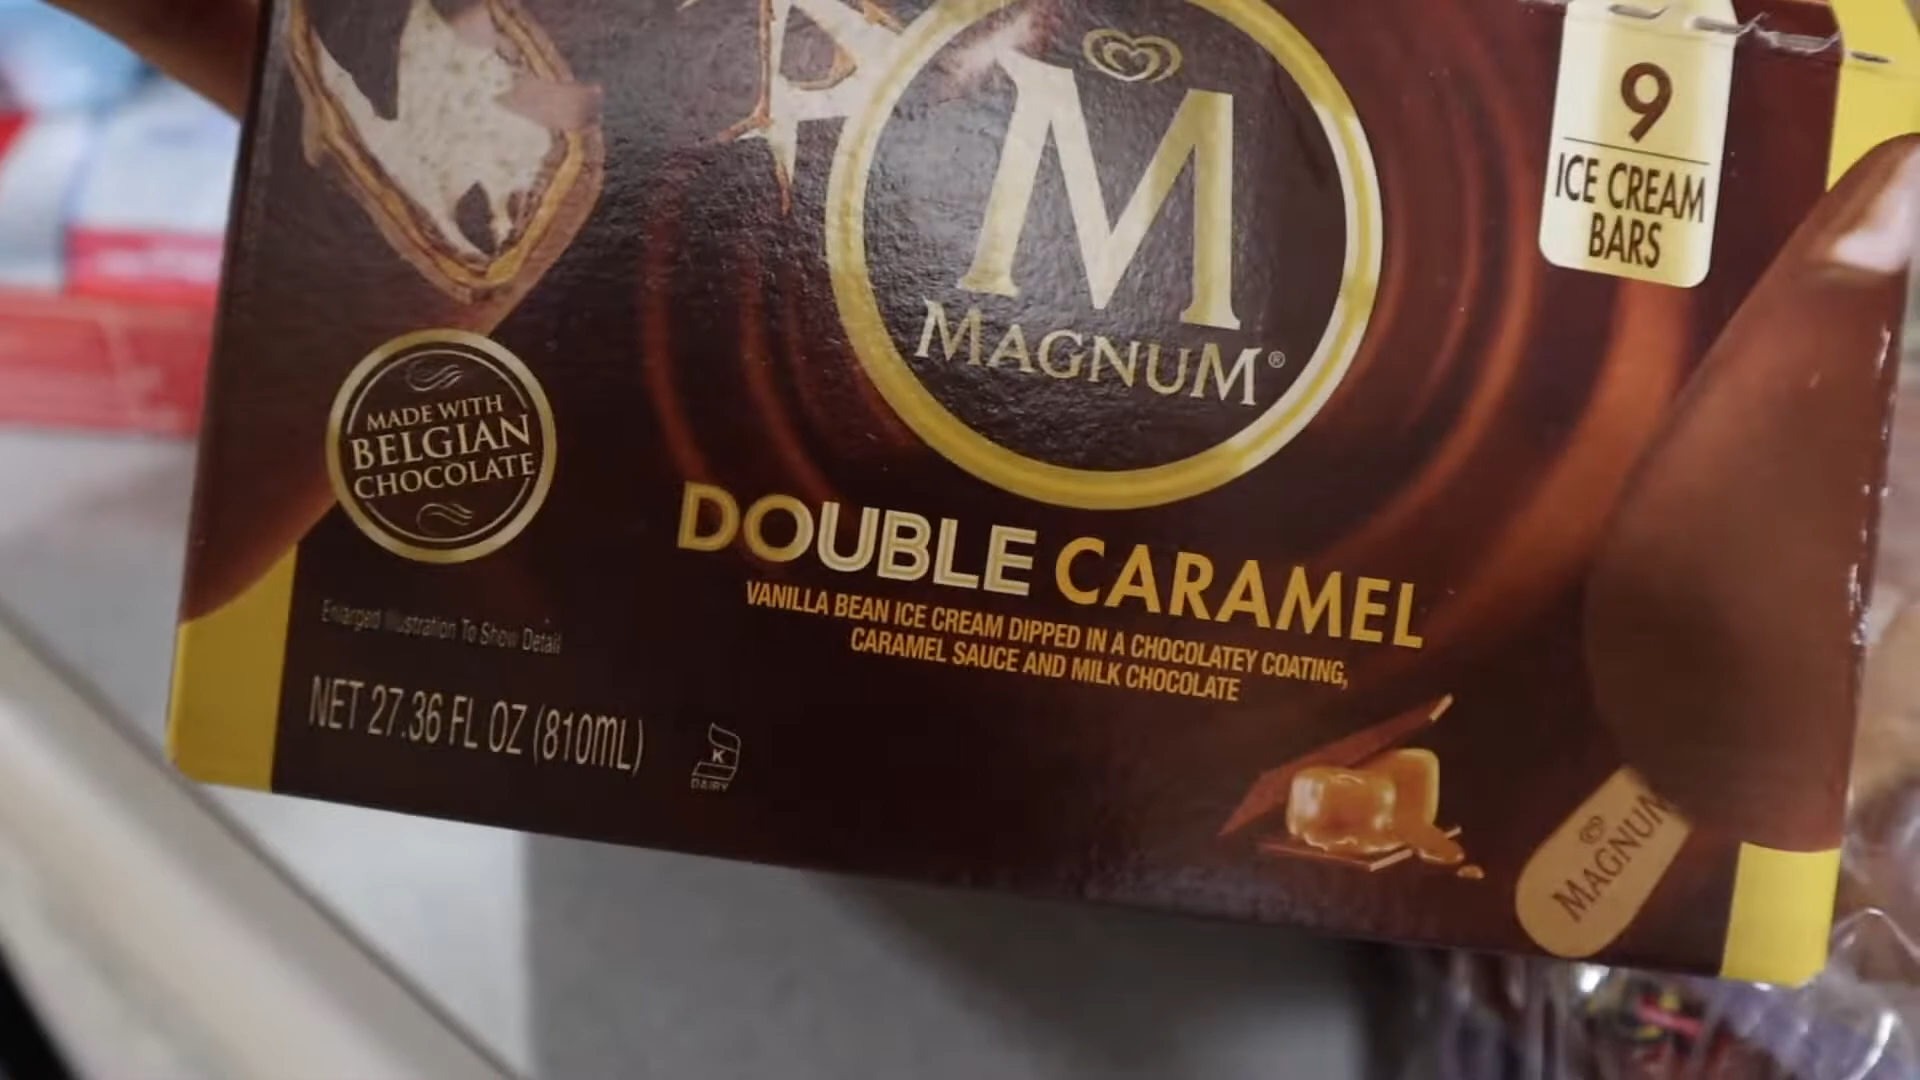 M
MAGNUM®
9
ICE CREAM
BARS
MADE WITH
BELGIAN
CHOCOLATE
DOUBLE CARAMEL
VANILLA BEAN ICE CREAM DIPPED IN A CHOCOLATEY COATING,
CARAMEL SAUCE AND MILK CHOCOLATE
Enlarged Illustration To Show Detail
NET 27.36 FL OZ (810mL)
K
DAIRY
MAGNUM